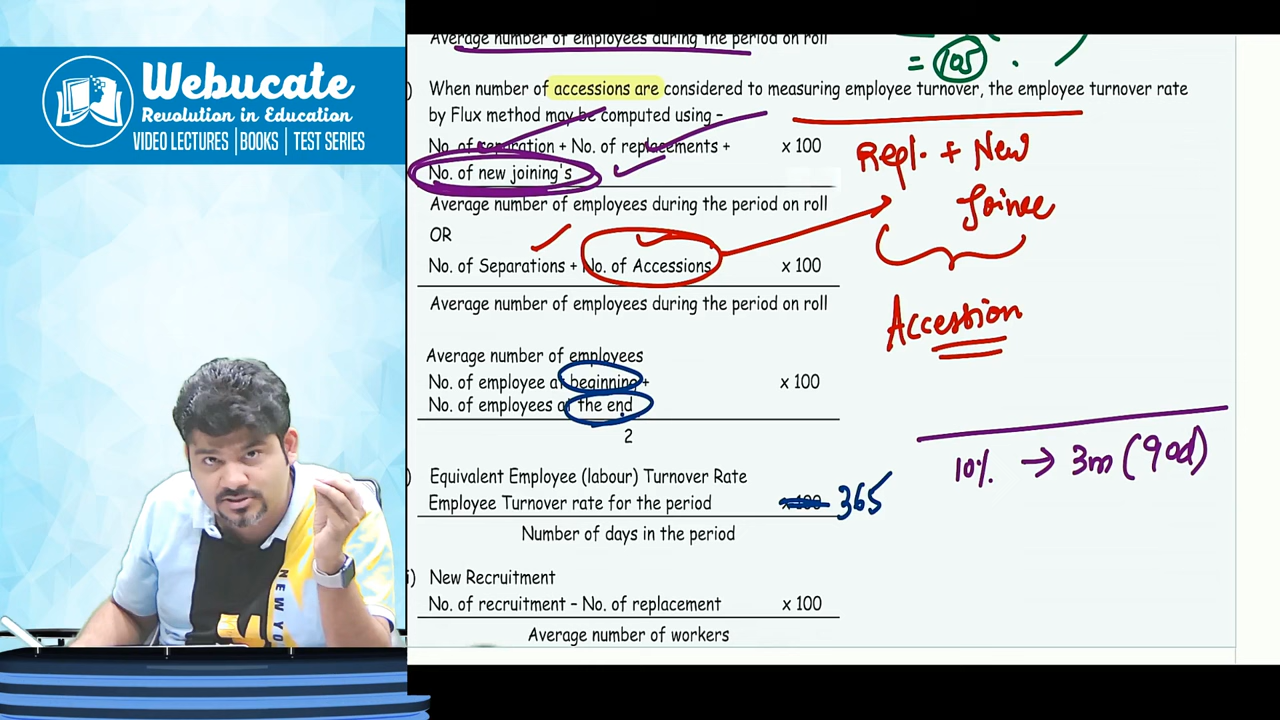 Webucate
Revolution in Education
VIDEO LECTURES | BOOKS | TEST SERIES
Average number of employees during the period on roll
= 105
) When number of accessions are considered to measuring employee turnover, the employee turnover rate
by Flux method may be computed using –
No. of separation + No. of replacements + x 100
No. of new joining's
Average number of employees during the period on roll
OR
No. of Separations + No. of Accessions x 100
Average number of employees during the period on roll
Repl. + New
Joinee
Accession
Average number of employees
No. of employee at beginning + x 100
No. of employees at the end
2
10% → 3m (90d)
) Equivalent Employee (labour) Turnover Rate
Employee Turnover rate for the period x 100 365
Number of days in the period
i) New Recruitment
No. of recruitment – No. of replacement x 100
Average number of workers
NEW YO